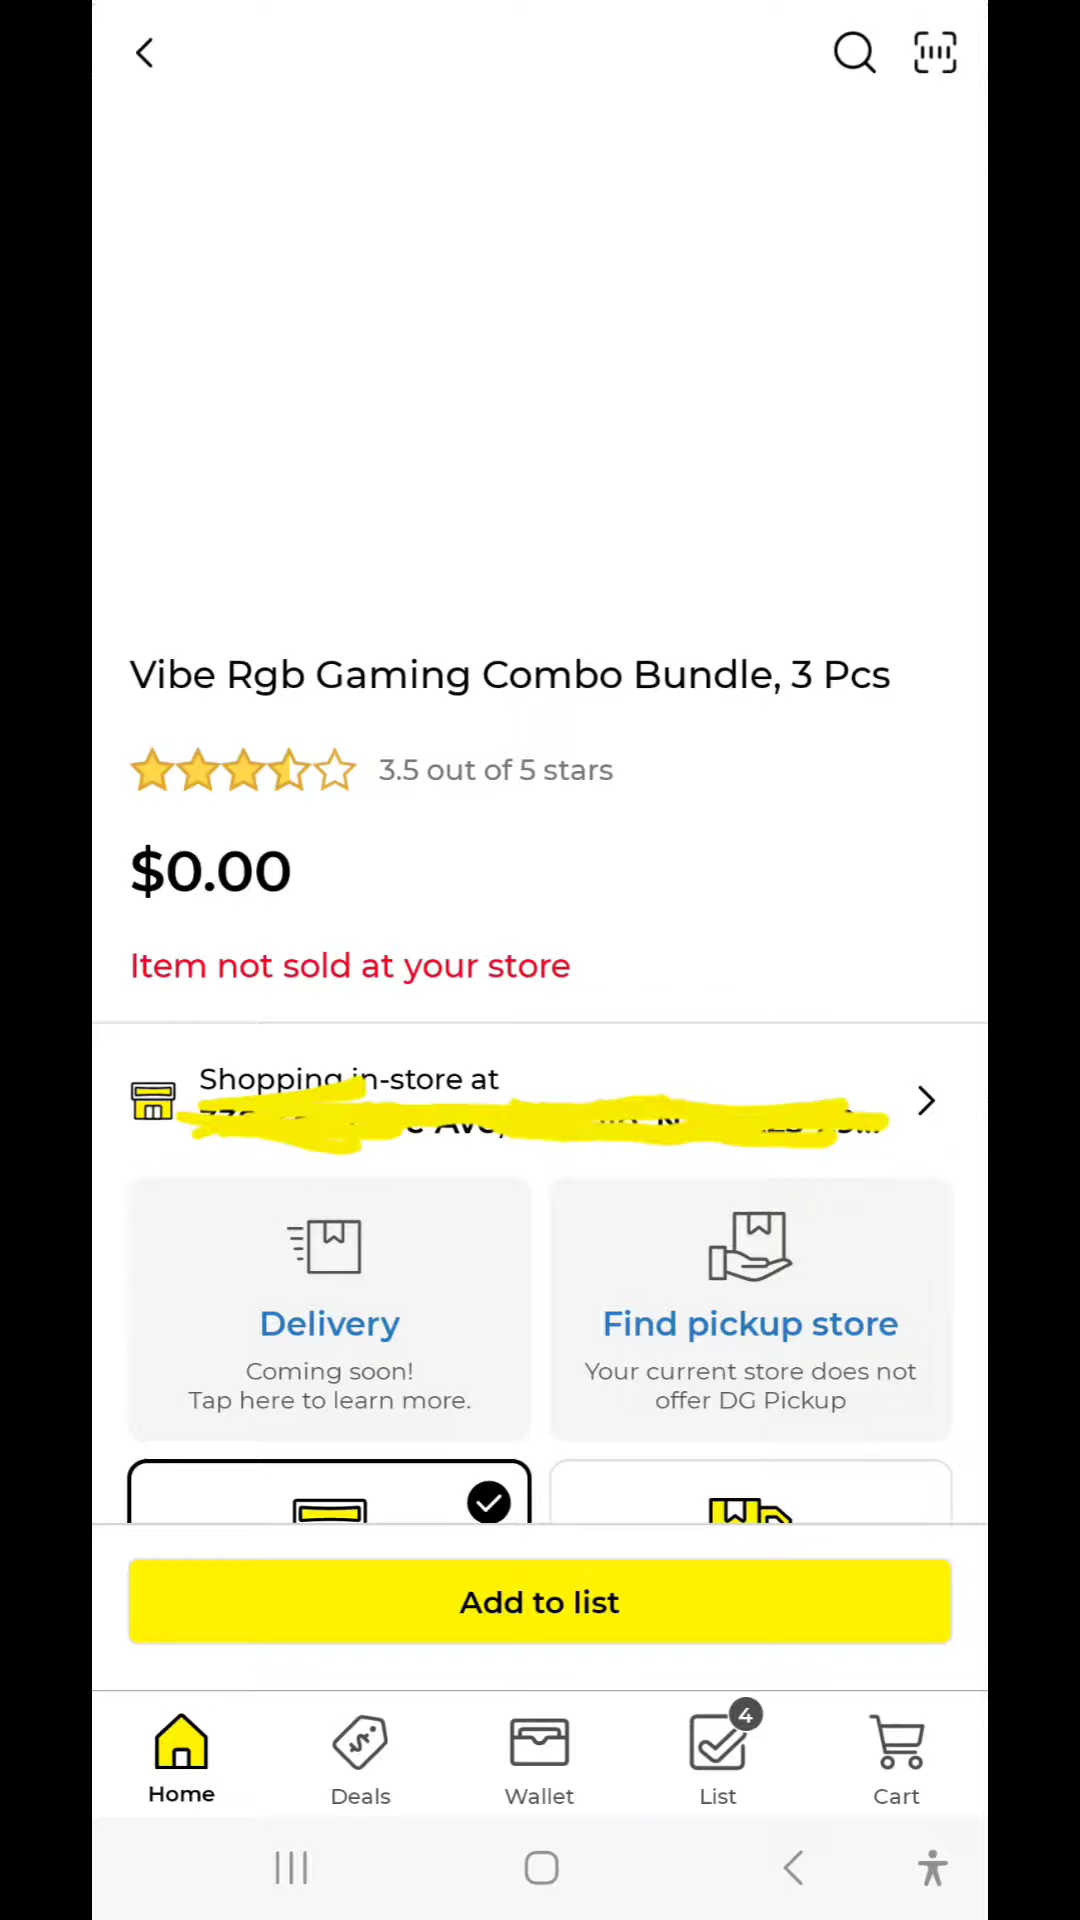 Vibe Rgb Gaming Combo Bundle, 3 Pcs
3.5 out of 5 stars
$0.00
Item not sold at your store
Shopping in-store at
Delivery
Coming soon!
Tap here to learn more.
Find pickup store
Your current store does not
offer DG Pickup
Add to list
4
Home
Deals
Wallet
List
Cart